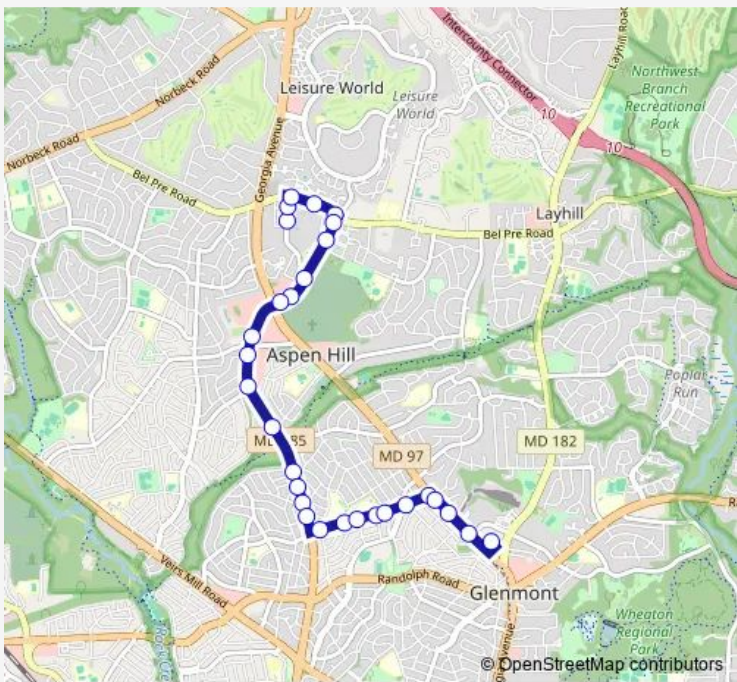 Norbeck Road
Intercounty Connector
Layhill Road
Leisure World
Leisure
World
Northwest
Branch
Recreational
Park
10
10
Norbeck Road
Georgia Avenue
Bel Pre Road
Layhill
Bel Pre Road
Aspen Hill
Poplar
Run
MD 185
MD 97
MD 182
Veirs Mill Road
Randolph Road
Glenmont
Wheaton
Regional
Park
Georgia Avenue
© OpenStreetMap contributors